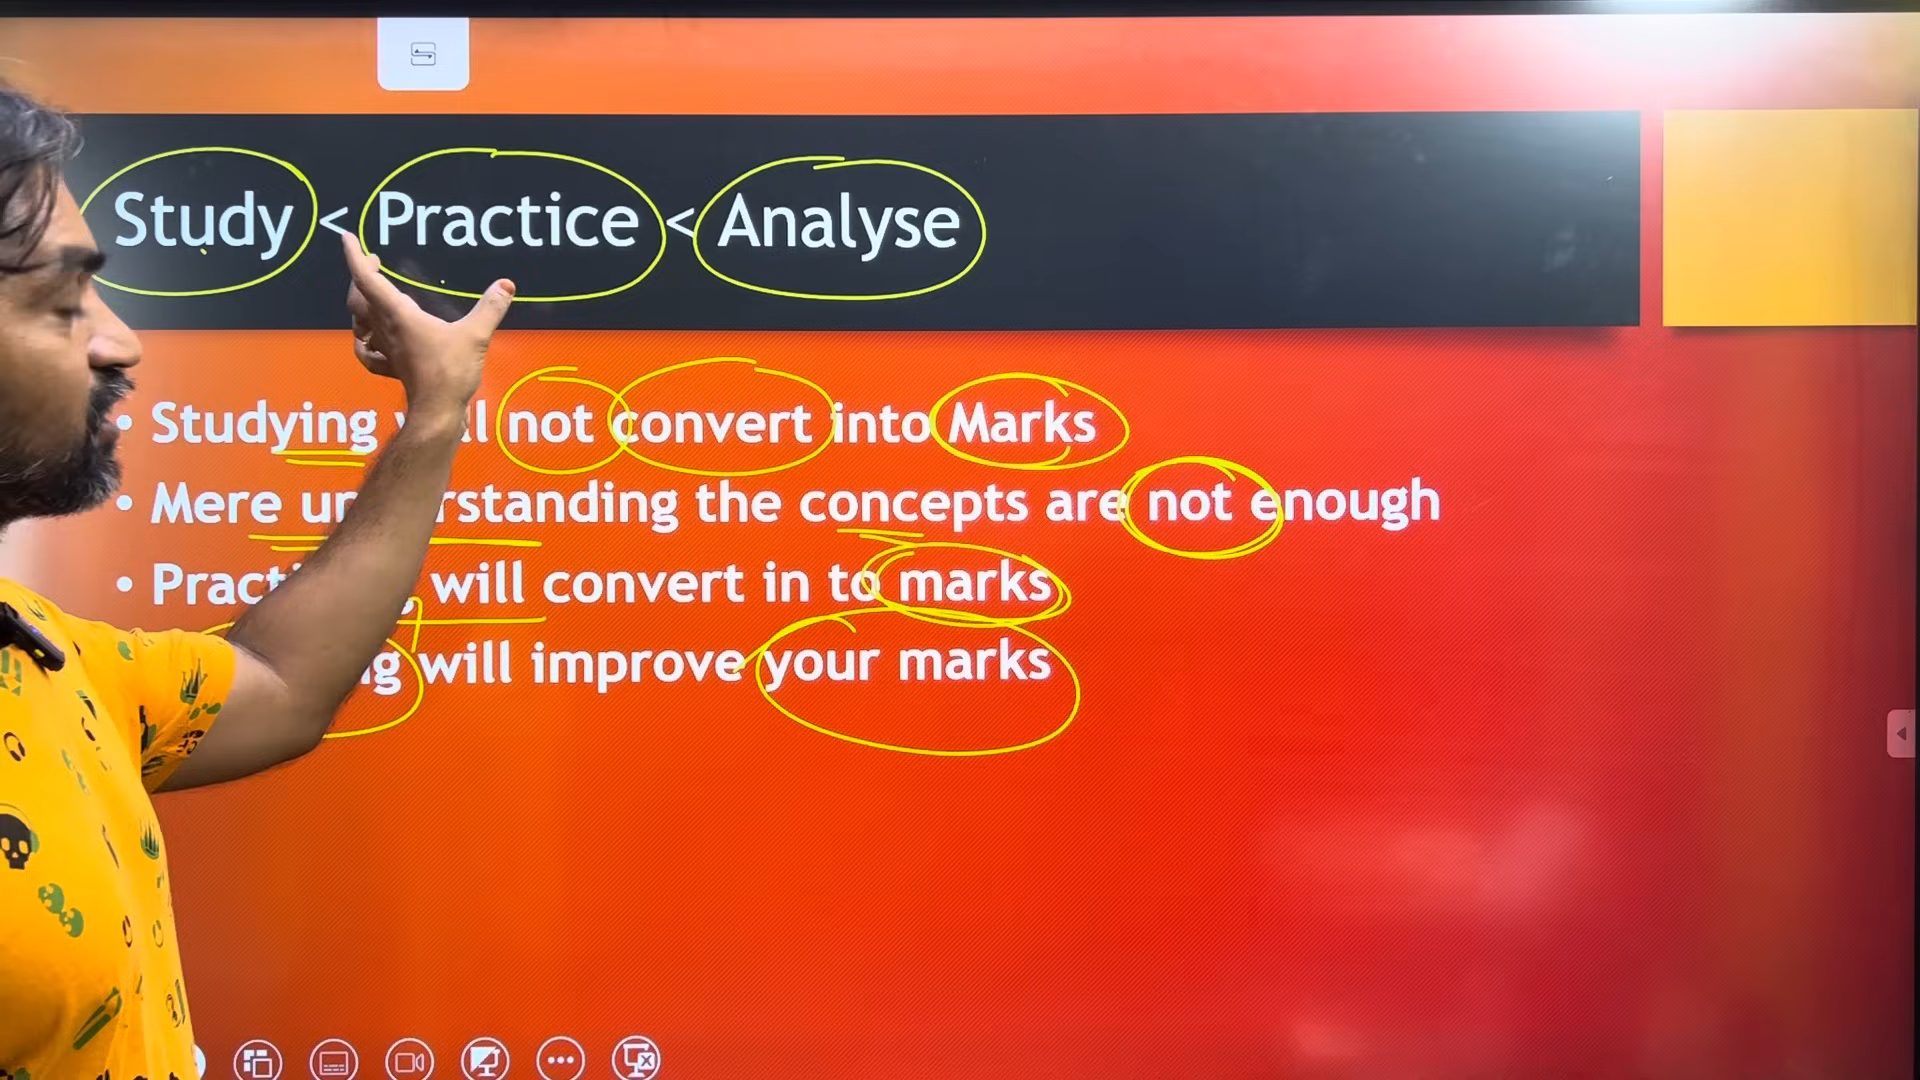 Study < Practice < Analyse
• Studying will not convert into Marks
• Mere understanding the concepts are not enough
• will convert in to marks
will improve your marks